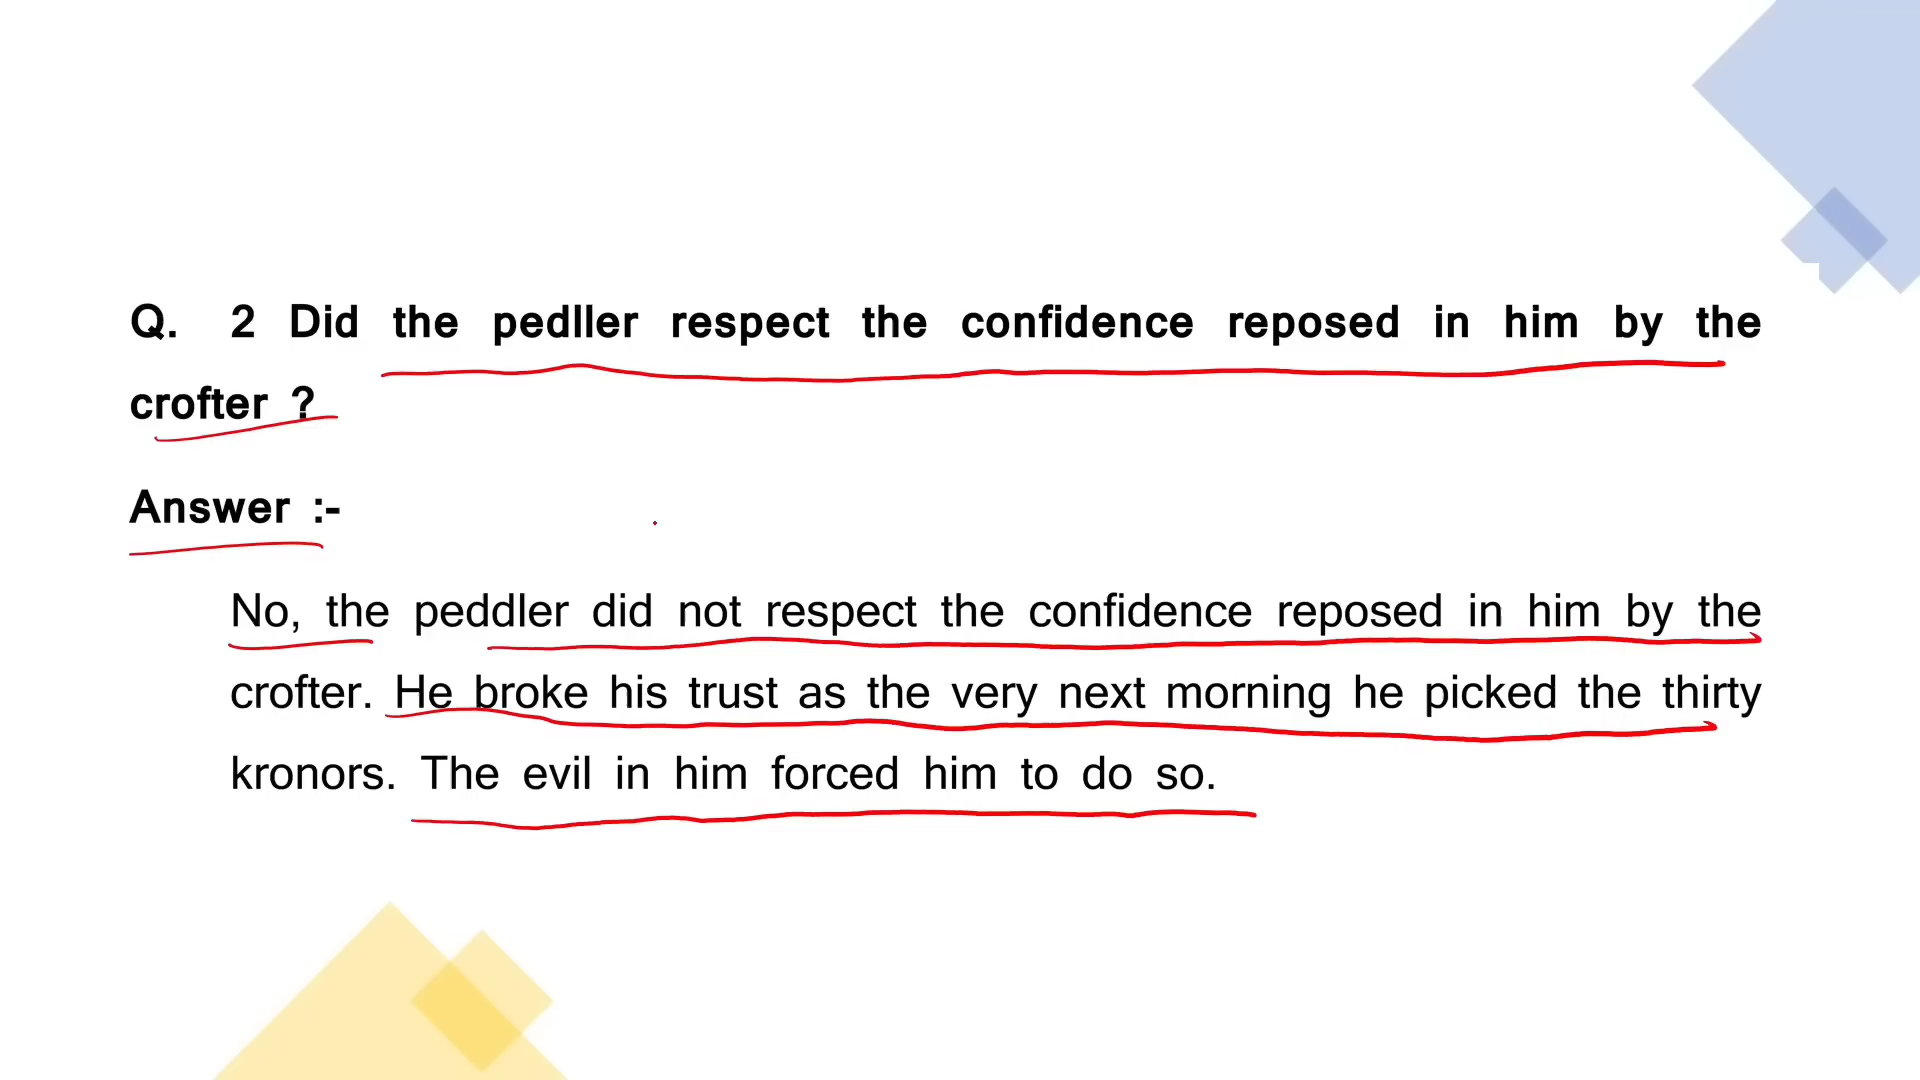 Q. 2 Did the pedller respect the confidence reposed in him by the
crofter ?
Answer :-
No, the peddler did not respect the confidence reposed in him by the
crofter. He broke his trust as the very next morning he picked the thirty
kronors. The evil in him forced him to do so.